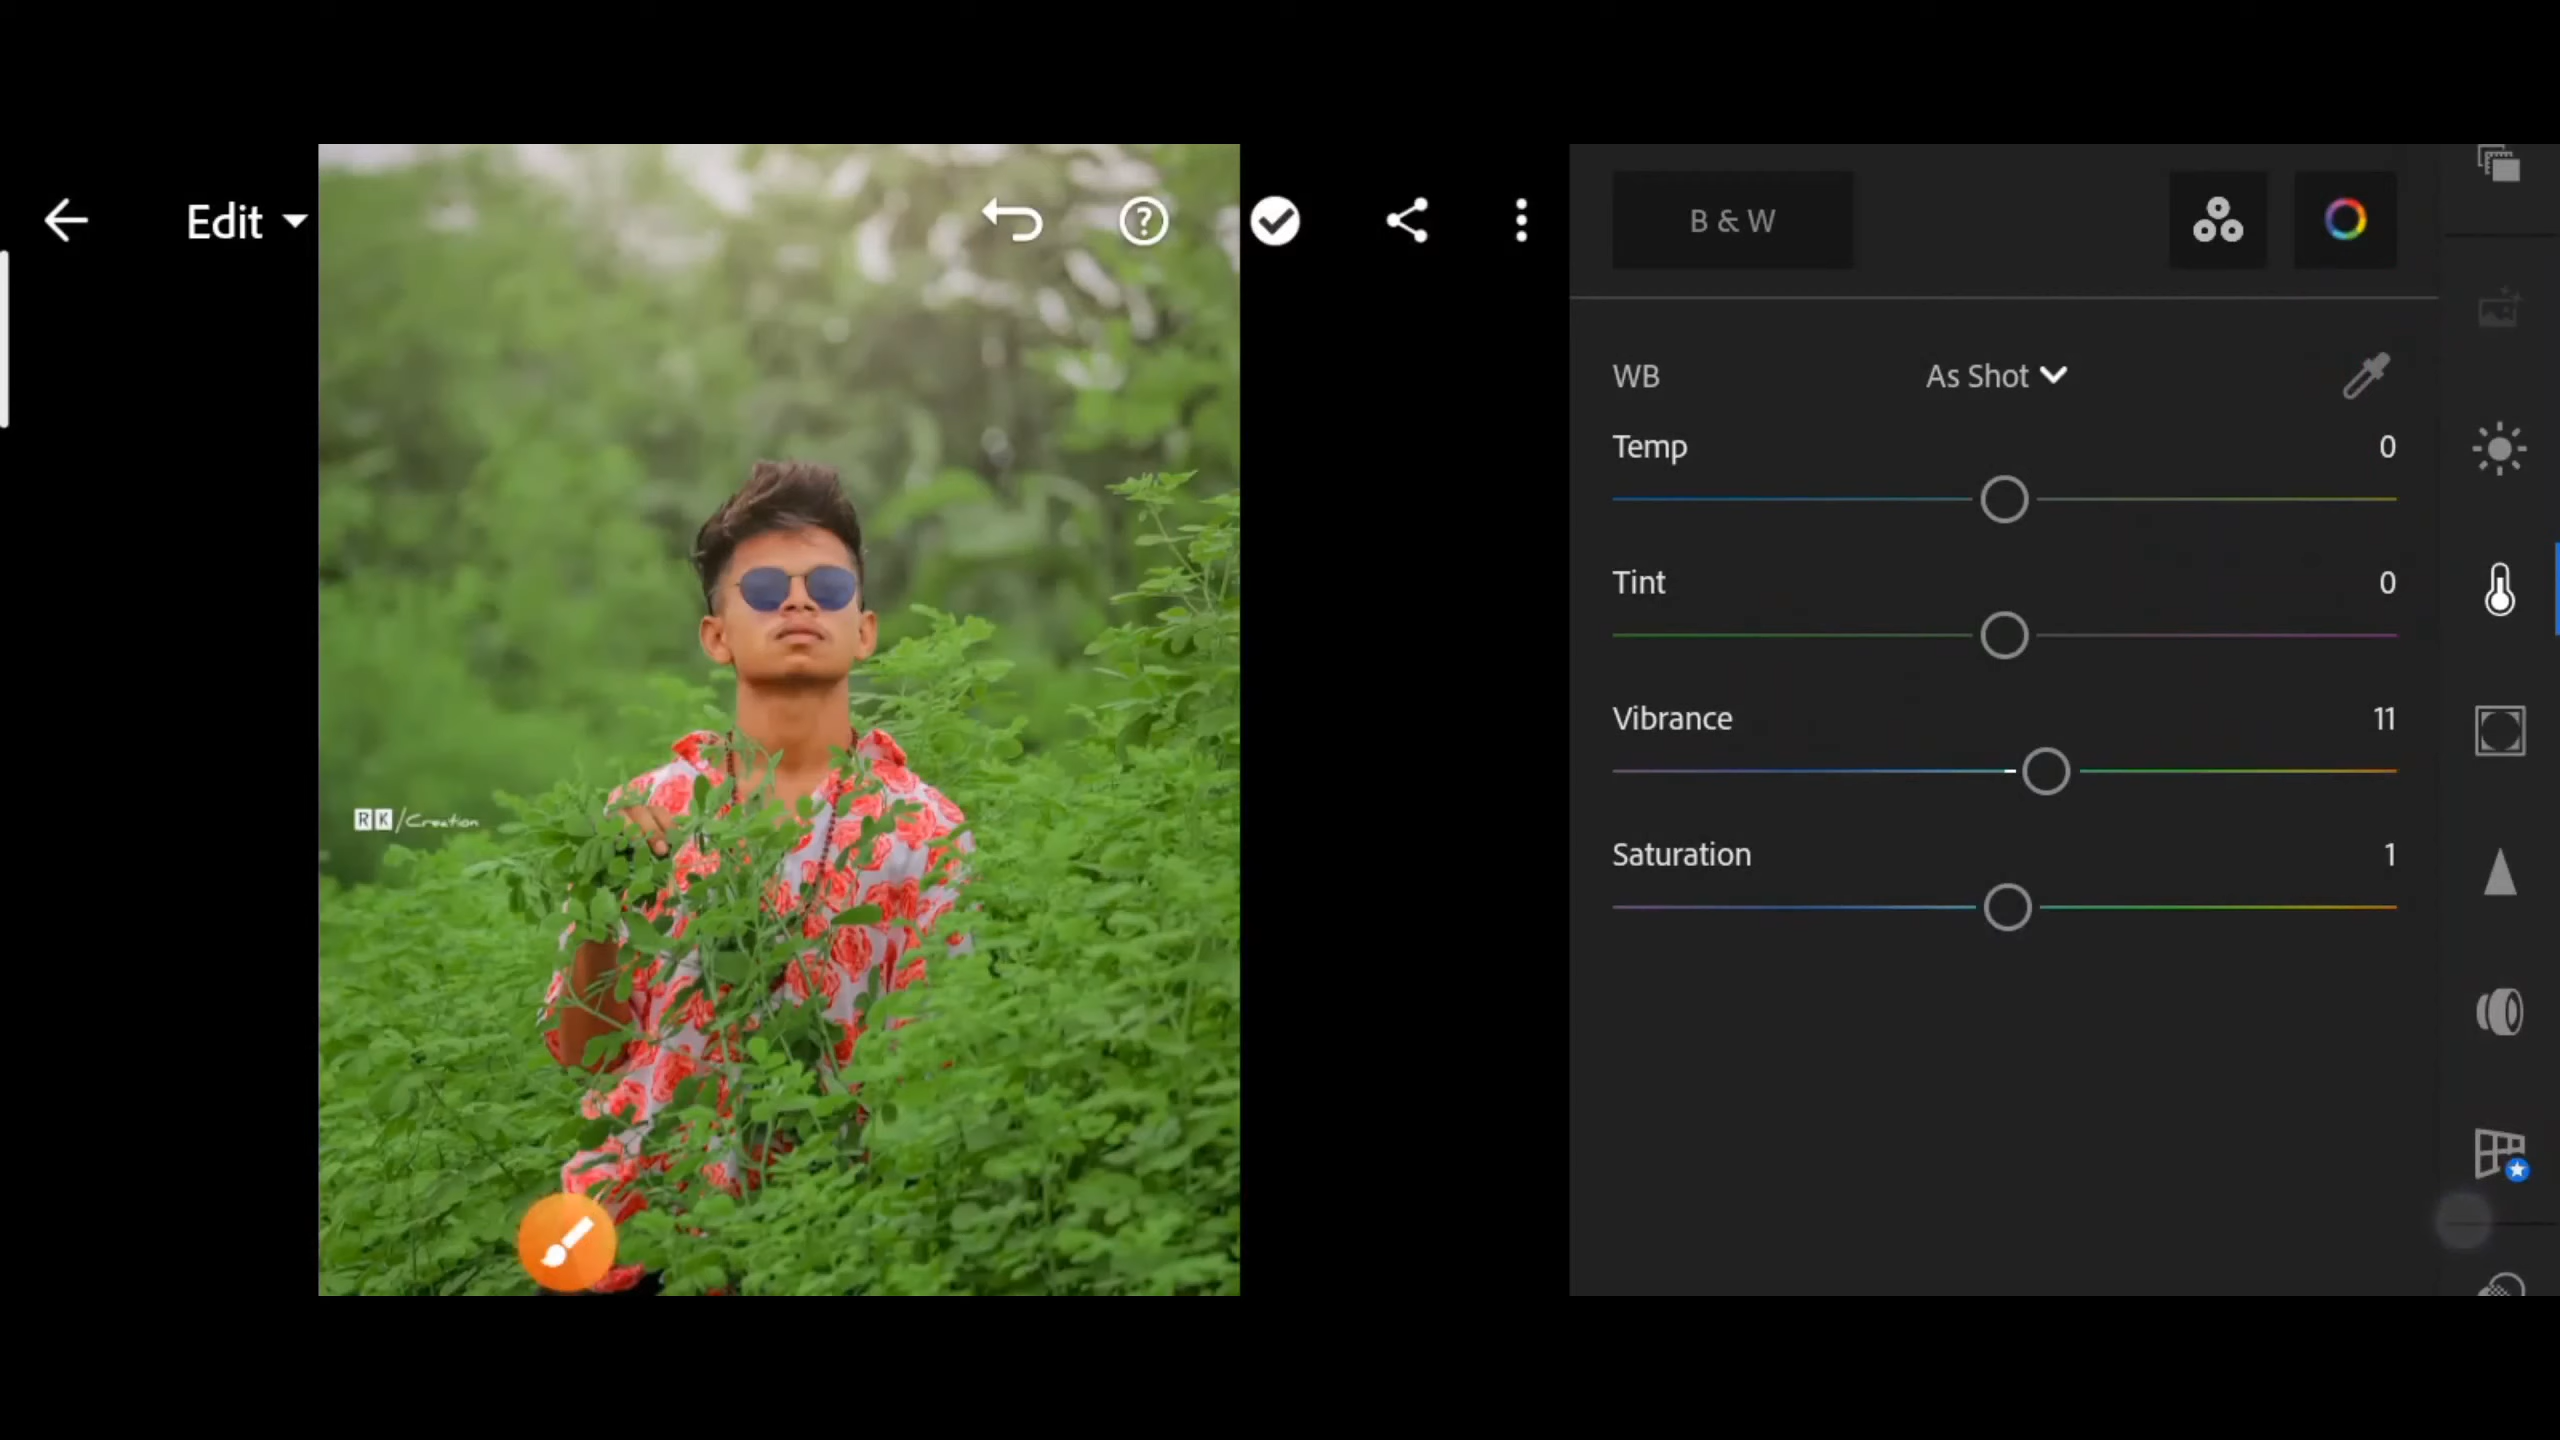 Edit
B & W
WB
As Shot
Temp
0
Tint
0
Vibrance
11
Saturation
1
RK/Creation